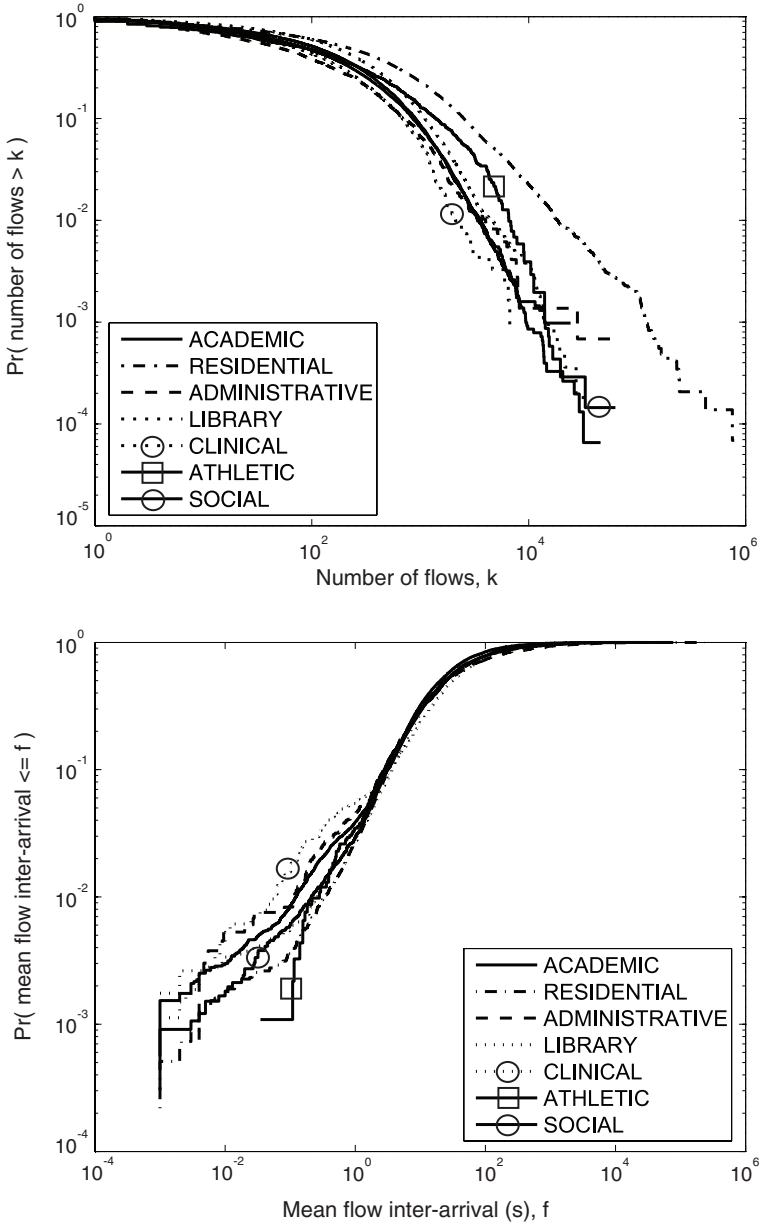 10^0
10^-1
10^-2
10^-3
10^-4
10^-5
Pr( number of flows > k )
ACADEMIC
RESIDENTIAL
ADMINISTRATIVE
LIBRARY
CLINICAL
ATHLETIC
SOCIAL
10^0 10^2 10^4 10^6
Number of flows, k
10^0
10^-1
10^-2
10^-3
10^-4
Pr( mean flow inter-arrival <= f )
ACADEMIC
RESIDENTIAL
ADMINISTRATIVE
LIBRARY
CLINICAL
ATHLETIC
SOCIAL
10^-4 10^-2 10^0 10^2 10^4 10^6
Mean flow inter-arrival (s), f